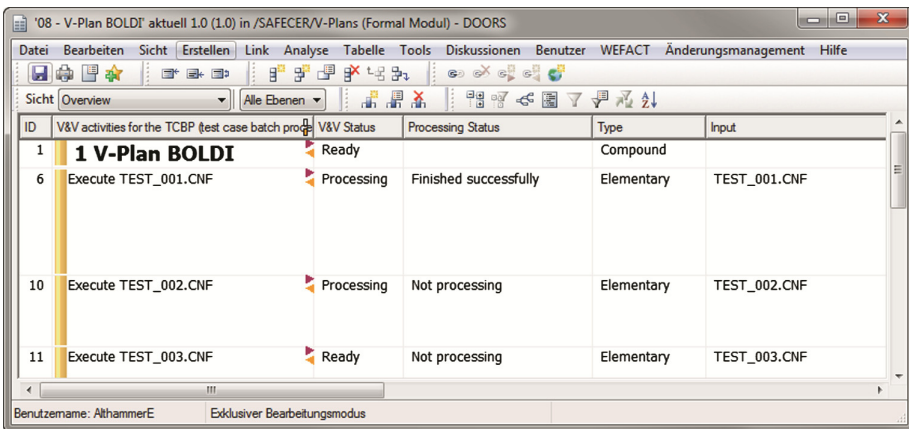 '08 - V-Plan BOLDI' aktuell 1.0 (1.0) in /SAFECER/V-Plans (Formal Modul) - DOORS
Datei Bearbeiten Sicht Erstellen Link Analyse Tabelle Tools Diskussionen Benutzer WEFACT Änderungsmanagement Hilfe
Sicht Overview Alle Ebenen
ID V&V activities for the TCBP (test case batch proce V&V Status Processing Status Type Input
1 1 V-Plan BOLDI Ready Compound
6 Execute TEST_001.CNF Processing Finished successfully Elementary TEST_001.CNF
10 Execute TEST_002.CNF Processing Not processing Elementary TEST_002.CNF
11 Execute TEST_003.CNF Ready Not processing Elementary TEST_003.CNF
Benutzername: AlthammerE Exklusiver Bearbeitungsmodus